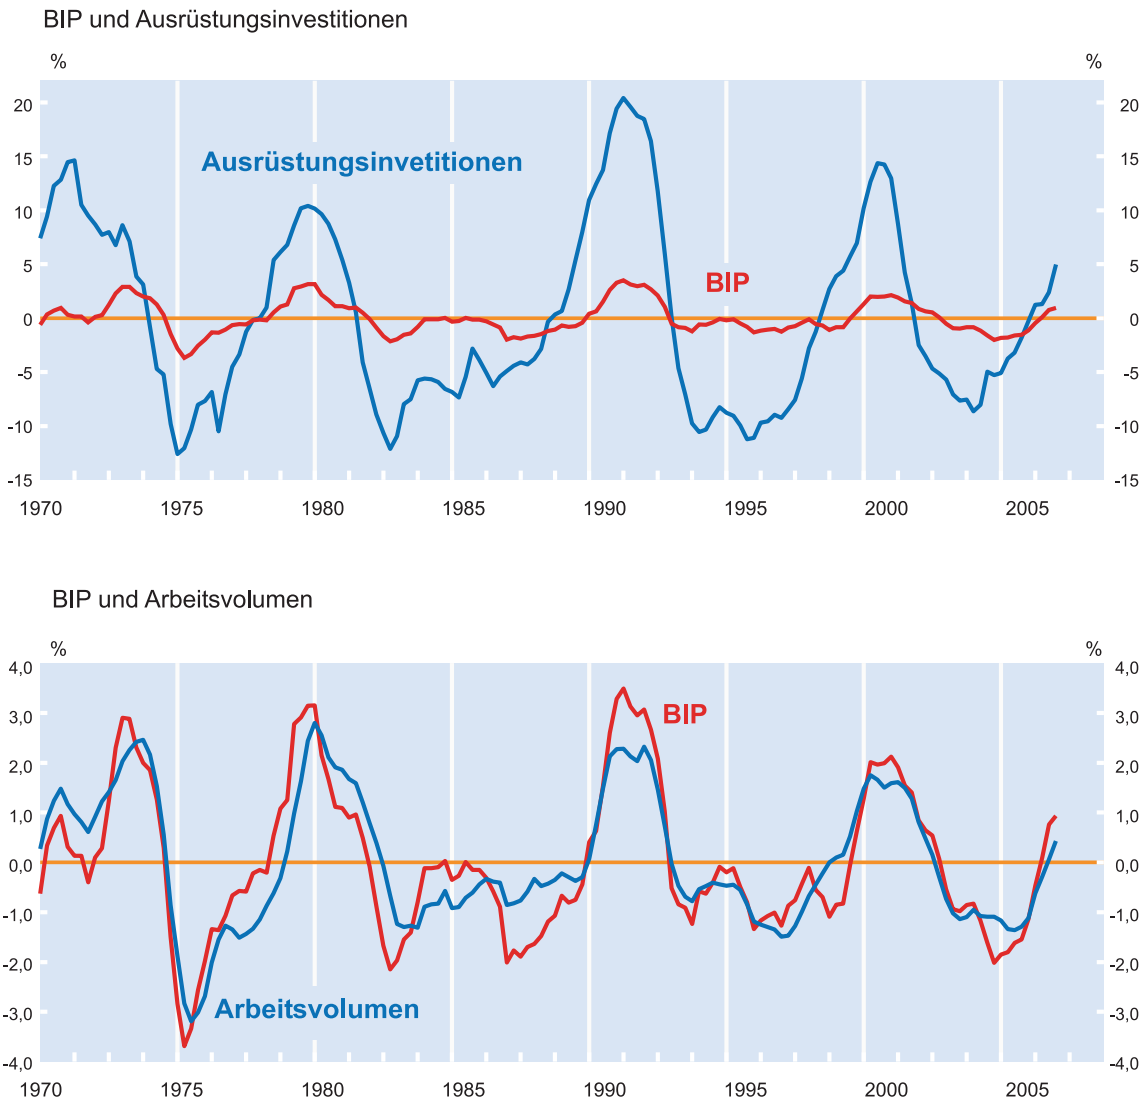 BIP und Ausrüstungsinvestitionen
% %
20 20
15 15
Ausrüstungsinvetitionen
10 10
5 BIP 5
0 0
-5 -5
-10 -10
-15 -15
1970 1975 1980 1985 1990 1995 2000 2005
BIP und Arbeitsvolumen
% %
4,0 4,0
3,0 BIP 3,0
2,0 2,0
1,0 1,0
0,0 0,0
-1,0 -1,0
-2,0 -2,0
-3,0 Arbeitsvolumen -3,0
-4,0 -4,0
1970 1975 1980 1985 1990 1995 2000 2005